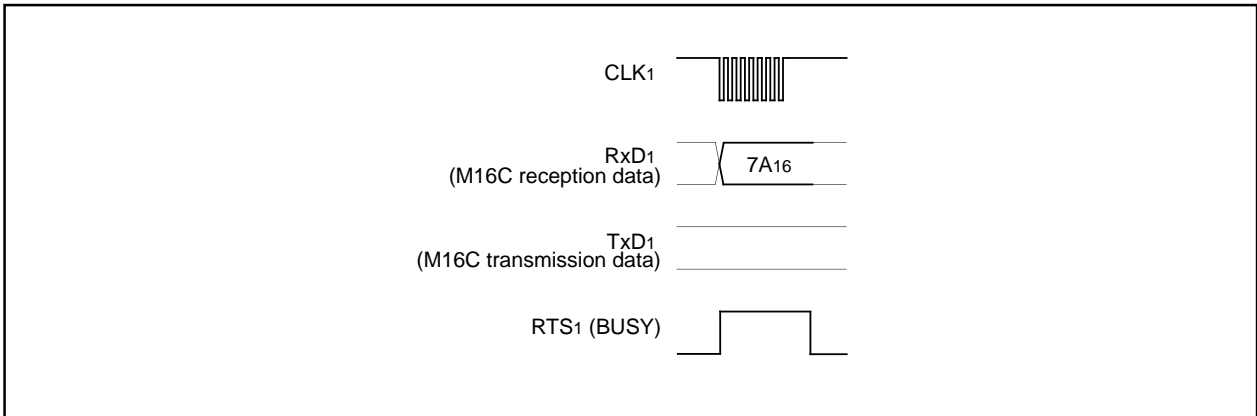 CLK1
RxD1
(M16C reception data)
7A16
TxD1
(M16C transmission data)
RTS1 (BUSY)